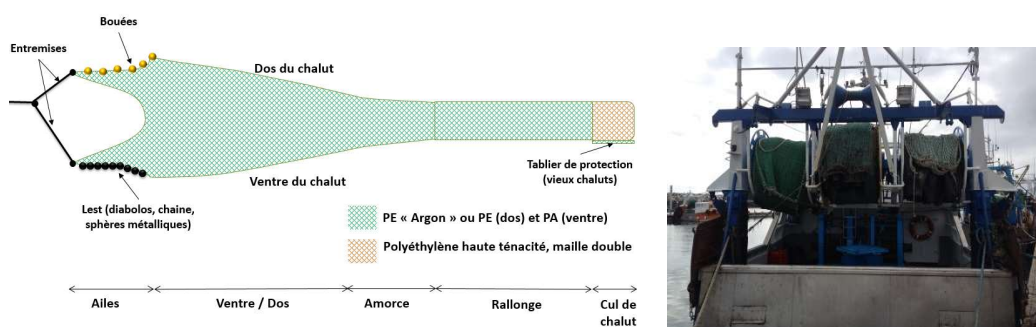 Bouées
Entremises
Dos du chalut
Ventre du chalut
Tablier de protection
(vieux chaluts)
Lest (diabolos, chaine,
sphères métalliques)
PE « Argon » ou PE (dos) et PA (ventre)
Polyéthylène haute ténacité, maille double
Ailes
Ventre / Dos
Amorce
Rallonge
Cul de
chalut